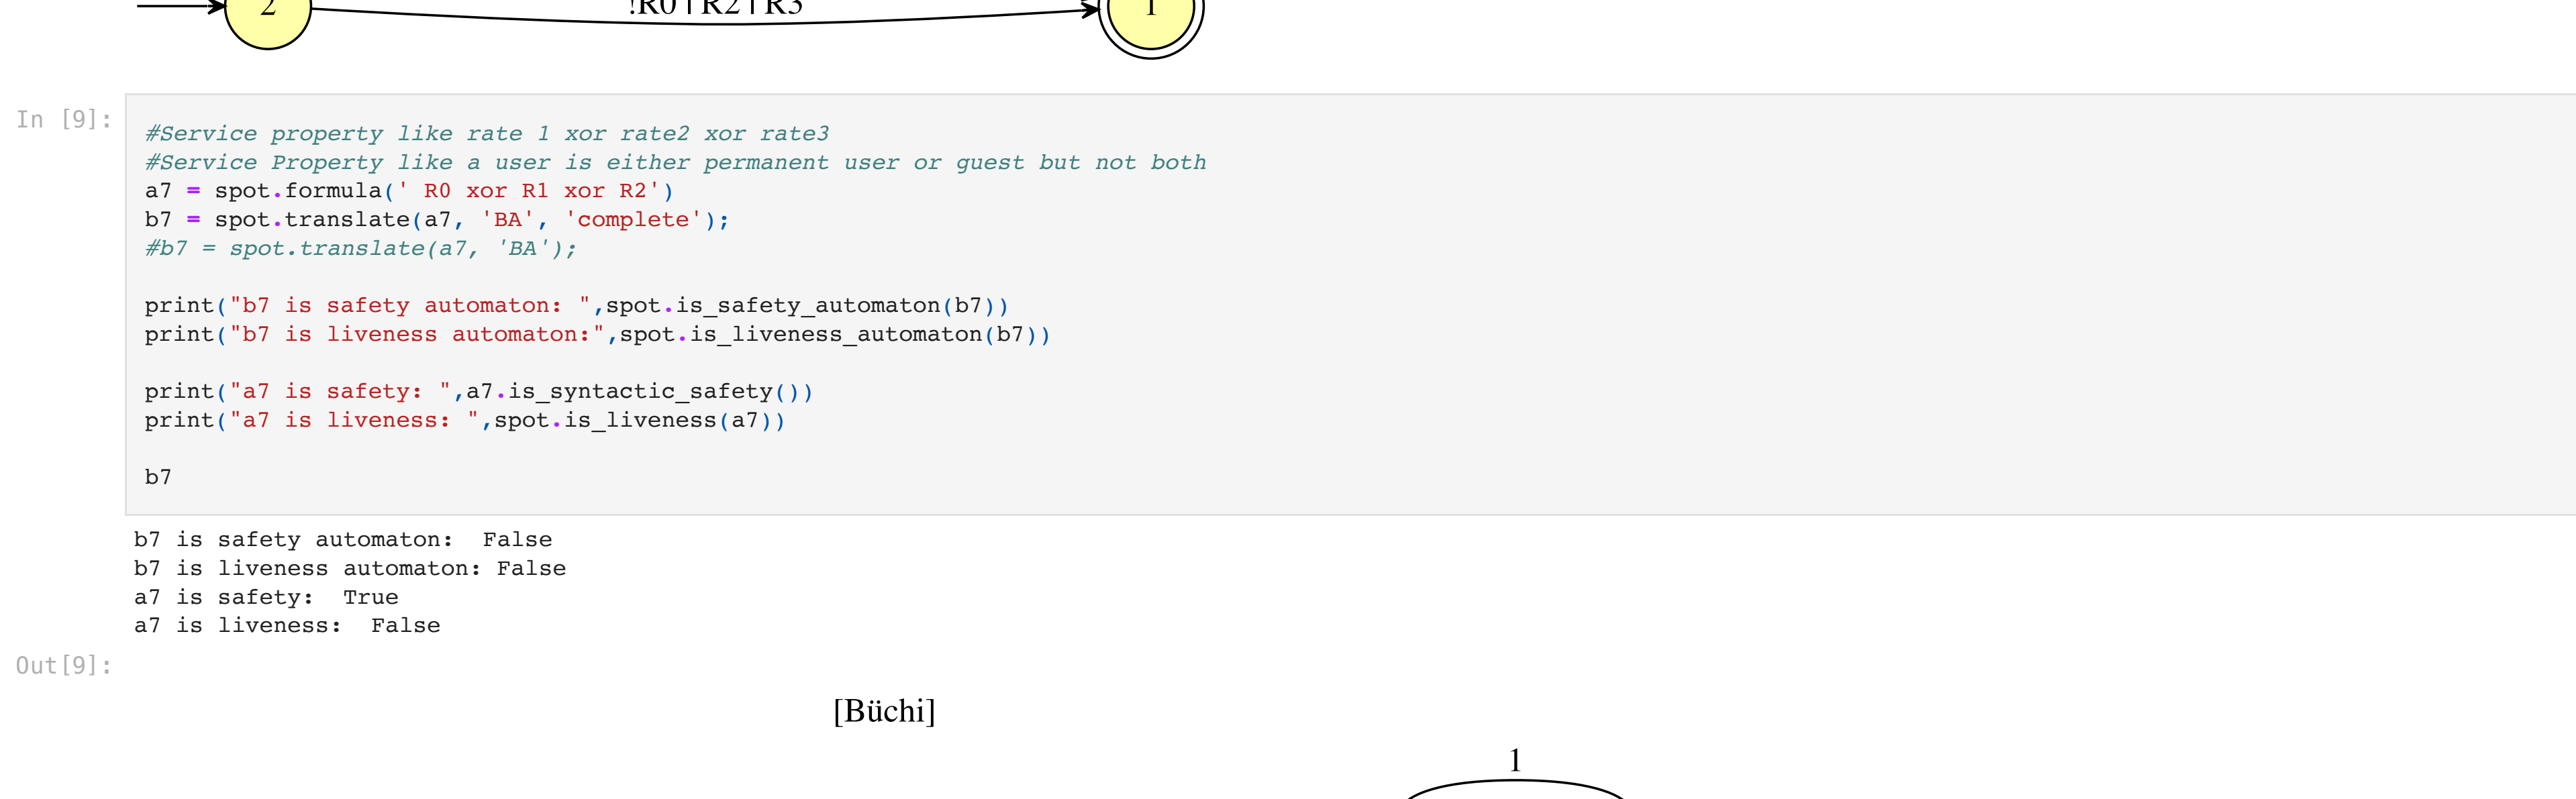 2 !R0 | R2 | R3 1
In [9]:
#Service property like rate 1 xor rate2 xor rate3
#Service Property like a user is either permanent user or guest but not both
a7 = spot.formula(' R0 xor R1 xor R2')
b7 = spot.translate(a7, 'BA', 'complete');
#b7 = spot.translate(a7, 'BA');
print("b7 is safety automaton: ",spot.is_safety_automaton(b7))
print("b7 is liveness automaton:",spot.is_liveness_automaton(b7))
print("a7 is safety: ",a7.is_syntactic_safety())
print("a7 is liveness: ",spot.is_liveness(a7))
b7
b7 is safety automaton:  False
b7 is liveness automaton: False
a7 is safety:  True
a7 is liveness:  False
Out[9]:
[Büchi]
1